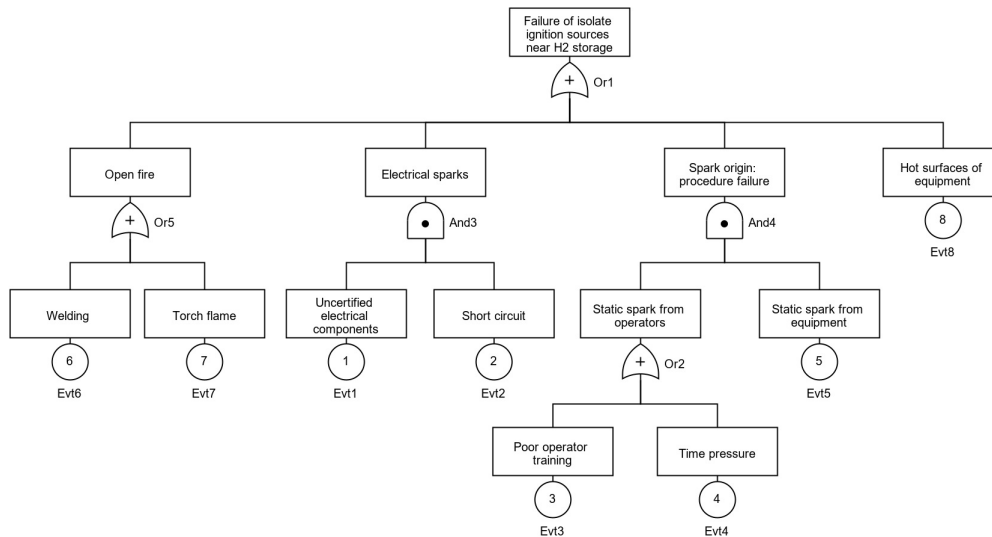 Failure of isolate
ignition sources
near H2 storage
+
Or1
Open fire
Electrical sparks
Spark origin:
procedure failure
Hot surfaces of
equipment
+
Or5
And3
And4
8
Evt8
Welding
Torch flame
Uncertified
electrical
components
Short circuit
Static spark from
operators
Static spark from
equipment
6
7
1
2
+
Or2
5
Evt6
Evt7
Evt1
Evt2
Evt5
Poor operator
training
Time pressure
3
4
Evt3
Evt4